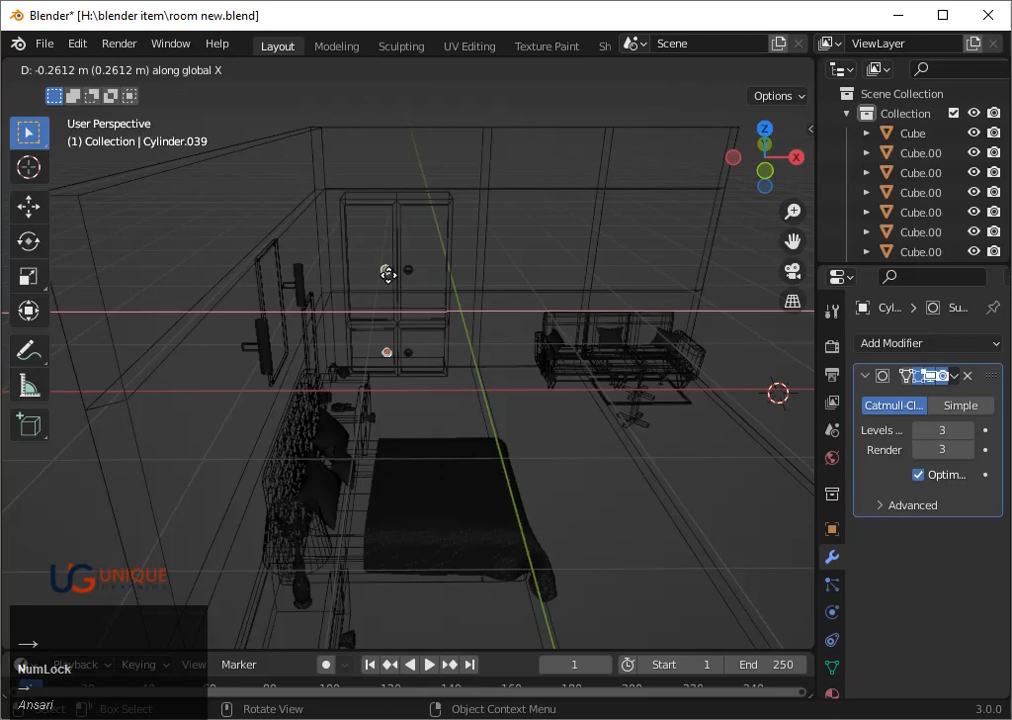 Blender* [H:\blender item\room new.blend]
File Edit Render Window Help Layout Modeling Sculpting UV Editing Texture Paint Sh Scene ViewLayer
D: -0.2612 m (0.2612 m) along global X
Options
User Perspective
(1) Collection | Cylinder.039
Z
X
Scene Collection
Collection
Cube
Cube.00
Cube.00
Cube.00
Cube.00
Cube.00
Cube.00
Cyl... > Su...
Add Modifier
Catmull-Cl... Simple
Levels ... 3
Render 3
Optim...
Advanced
UG UNIQUE
NumLock
Ansari
Playback Keying View Marker 1 Start 1 End 250
Box Select Rotate View Object Context Menu 3.0.0